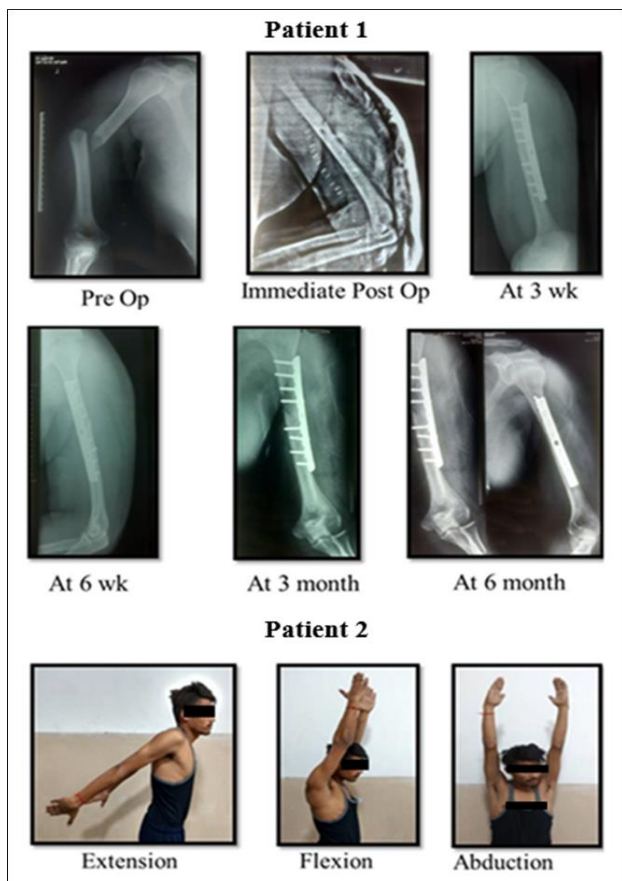 Patient 1
Pre Op
Immediate Post Op
At 3 wk
At 6 wk
At 3 month
At 6 month
Patient 2
Extension
Flexion
Abduction